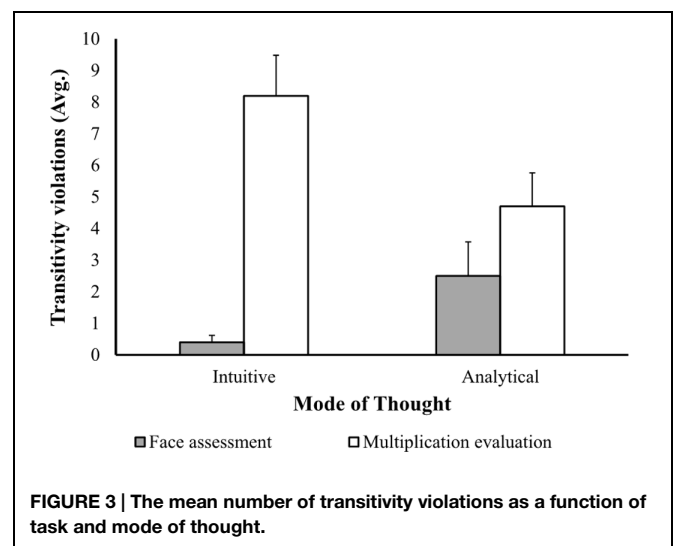 10
9
8
7
6
5
4
3
2
1
0
Transitivity violations (Avg.)
Intuitive Analytical
Mode of Thought
Face assessment Multiplication evaluation
FIGURE 3 | The mean number of transitivity violations as a function of
task and mode of thought.